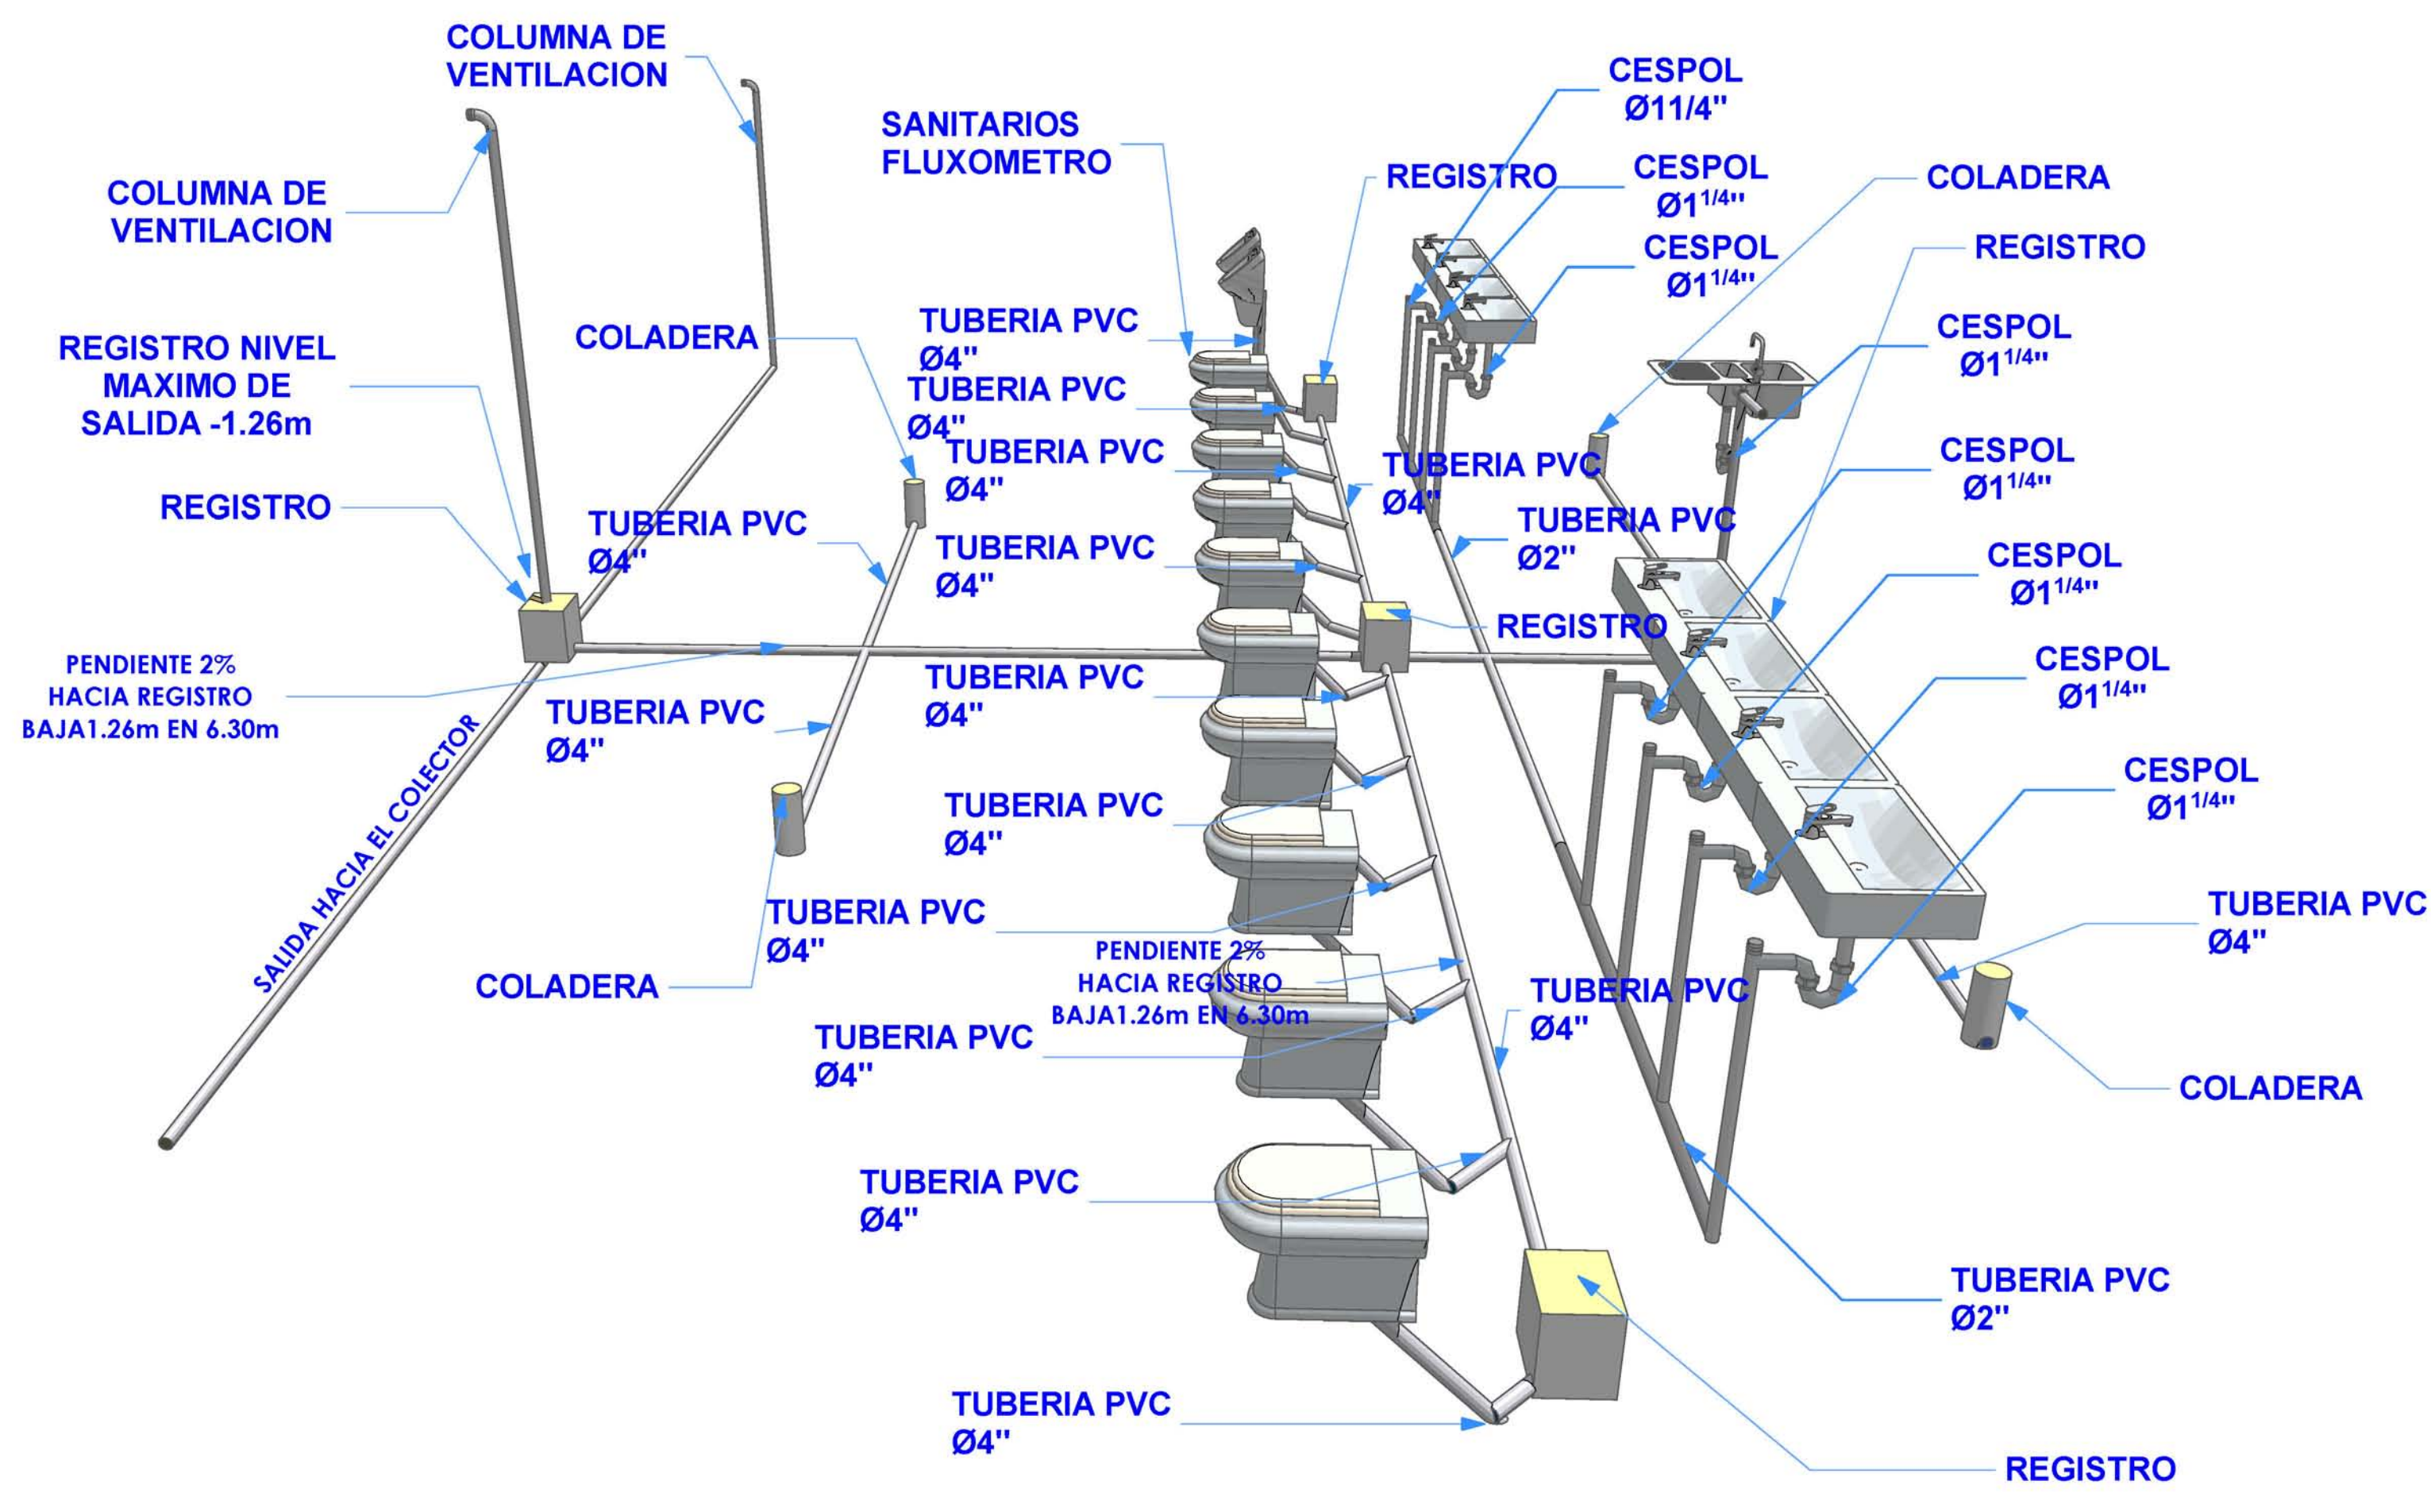 COLUMNA DE
VENTILACION
COLUMNA DE
VENTILACION
SANITARIOS
FLUXOMETRO
CESPOL
Ø11/4"
REGISTRO
CESPOL
Ø1 1/4"
COLADERA
CESPOL
Ø1 1/4"
REGISTRO
REGISTRO NIVEL
MAXIMO DE
SALIDA -1.26m
COLADERA
TUBERIA PVC
Ø4"
TUBERIA PVC
Ø4"
CESPOL
Ø1 1/4"
TUBERIA PVC
Ø4"
TUBERIA PVC
Ø4"
CESPOL
Ø1 1/4"
REGISTRO
TUBERIA PVC
Ø4"
TUBERIA PVC
Ø4"
TUBERIA PVC
Ø2"
CESPOL
Ø1 1/4"
REGISTRO
PENDIENTE 2%
HACIA REGISTRO
BAJA1.26m EN 6.30m
TUBERIA PVC
Ø4"
TUBERIA PVC
Ø4"
CESPOL
Ø1 1/4"
SALIDA HACIA EL COLECTOR
TUBERIA PVC
Ø4"
CESPOL
Ø1 1/4"
TUBERIA PVC
Ø4"
TUBERIA PVC
Ø4"
COLADERA
PENDIENTE 2%
HACIA REGISTRO
BAJA1.26m EN 6.30m
TUBERIA PVC
Ø4"
TUBERIA PVC
Ø4"
COLADERA
TUBERIA PVC
Ø4"
TUBERIA PVC
Ø2"
TUBERIA PVC
Ø4"
REGISTRO